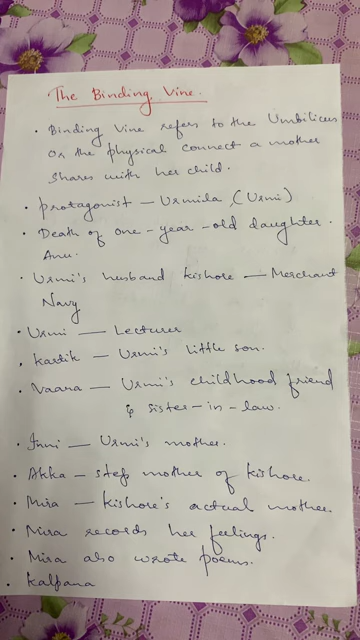 The Binding Vine.
• Binding Vine refers to the Umbilicus
Or the physical connect a mother
shares with her child.
• protagonist – Urmila (Urmi)
• Death of one-year-old daughter.
Anu.
• Urmi's husband kishore — Merchant
Navy
• Urmi — Lecturer
• Kartik – Urmi's little son.
• Vaana – Urmi's childhood friend
& sister-in-law.
• Inni — Urmi's mother.
• Akka – step mother of kishore.
• Mira – kishore's actual mother.
• Mira records her feelings.
• Mira also wrote poems.
• Kalpana